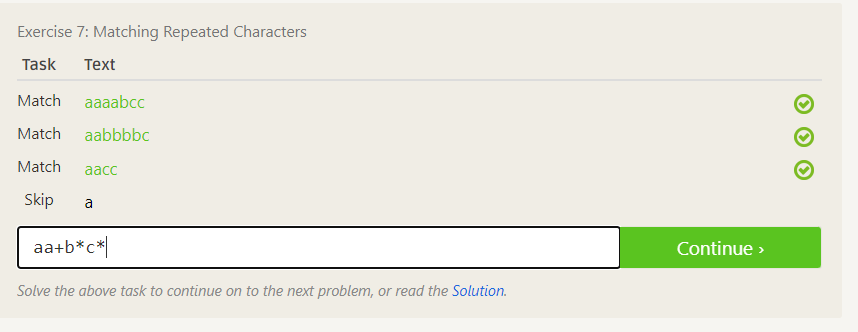 Exercise 7: Matching Repeated Characters
Task Text
Match aaaabcc
Match aabbbbc
Match aacc
Skip a
aa+b*c*
Continue ›
Solve the above task to continue on to the next problem, or read the Solution.